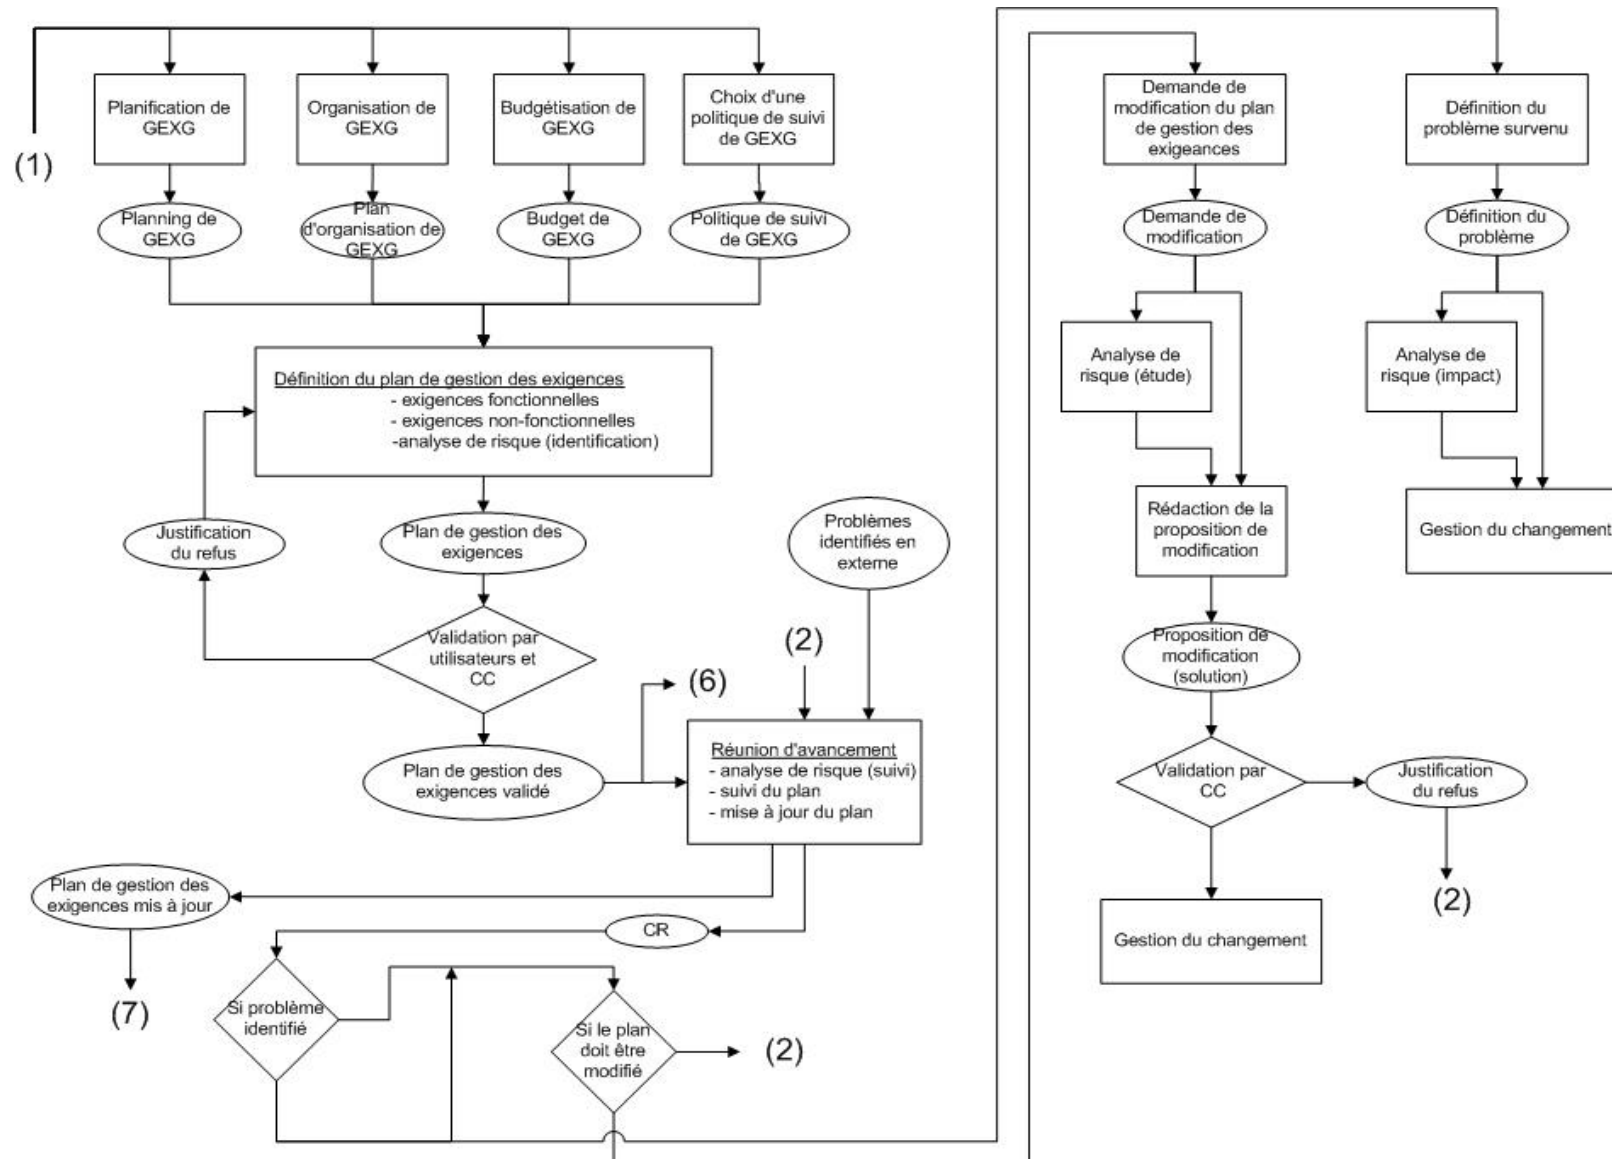 (1)
Planification de
GEXG
Organisation de
GEXG
Budgétisation de
GEXG
Choix d'une
politique de suivi
de GEXG
Planning de
GEXG
Plan
d'organisation de
GEXG
Budget de
GEXG
Politique de suivi
de GEXG
Définition du plan de gestion des exigences
- exigences fonctionnelles
- exigences non-fonctionnelles
-analyse de risque (identification)
Justification
du refus
Plan de gestion des
exigences
Problèmes
identifiés en
externe
Validation par
utilisateurs et
CC
(2)
(6)
Plan de gestion des
exigences validé
Réunion d'avancement
- analyse de risque (suivi)
- suivi du plan
- mise à jour du plan
Plan de gestion des
exigences mis à jour
CR
(7)
Si problème
identifié
Si le plan
doit être
modifié
(2)
Demande de
modification du plan
de gestion des
exigeances
Définition du
problème survenu
Demande de
modification
Définition du
problème
Analyse de
risque (étude)
Analyse de
risque (impact)
Rédaction de la
proposition de
modification
Gestion du changement
Proposition de
modification
(solution)
Validation par
CC
Justification
du refus
(2)
Gestion du changement